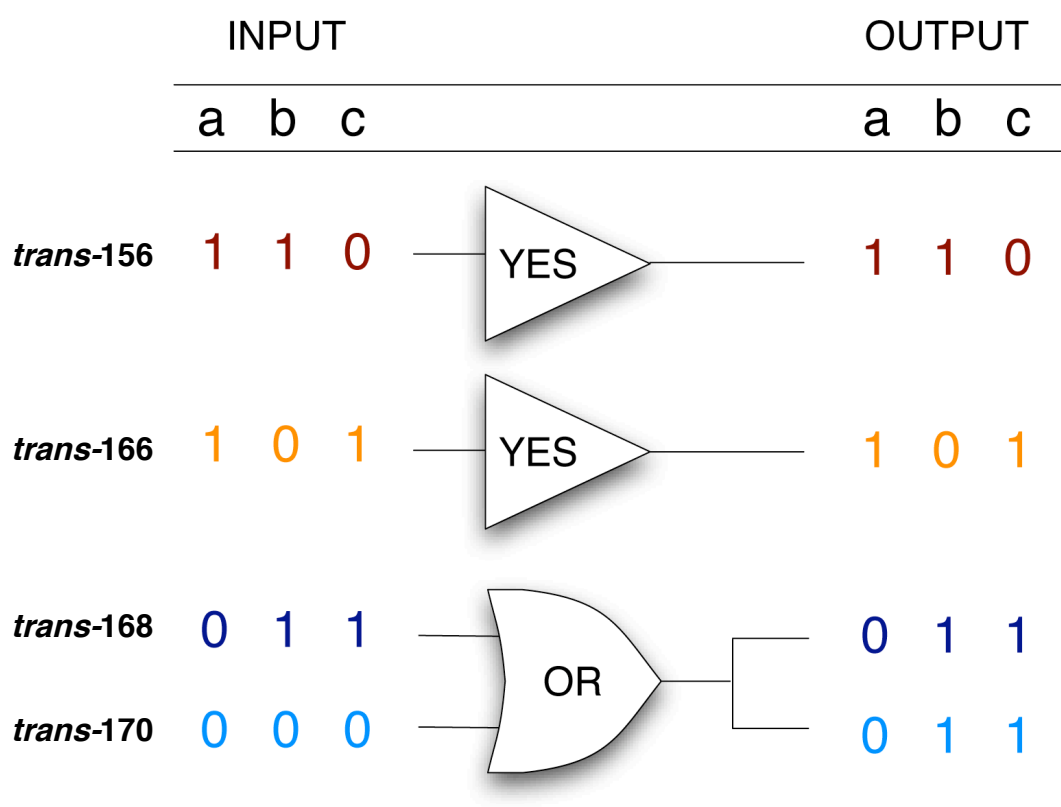 INPUT OUTPUT
a b c a b c
trans-156 1 1 0 YES 1 1 0
trans-166 1 0 1 YES 1 0 1
trans-168 0 1 1 0 1 1
OR
trans-170 0 0 0 0 1 1